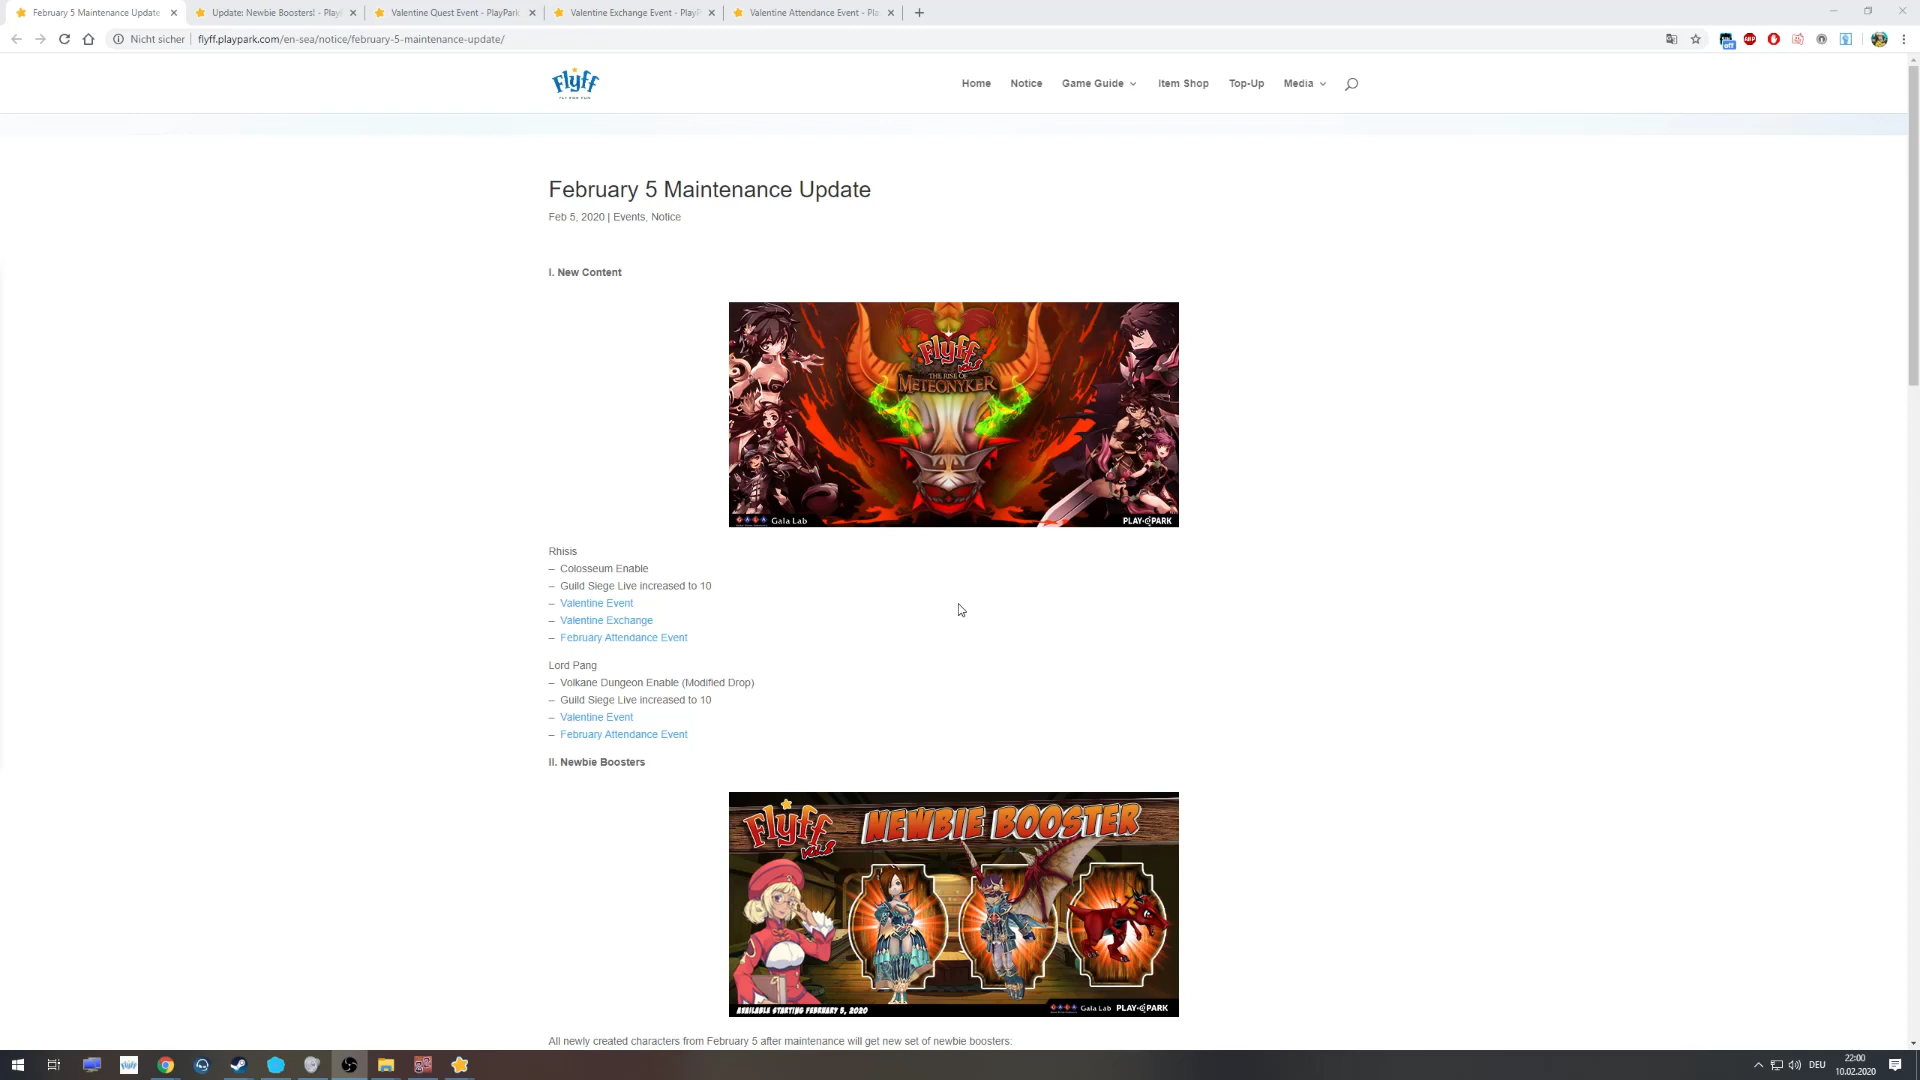 February 5 Maintenance Update
Update: Newbie Boosters! - Play
Valentine Quest Event - PlayPark
Valentine Exchange Event - PlayP
Valentine Attendance Event - Pla
Nicht sicher
flyff.playpark.com/en-sea/notice/february-5-maintenance-update/
off
ABP
Flyff
Home
Notice
Game Guide
Item Shop
Top-Up
Media
February 5 Maintenance Update
Feb 5, 2020 | Events, Notice
I. New Content
Flyff
THE RISE OF
METEONYKER
GALA Gala Lab
PLAY@PARK
Rhisis
– Colosseum Enable
– Guild Siege Live increased to 10
– Valentine Event
– Valentine Exchange
– February Attendance Event
Lord Pang
– Volkane Dungeon Enable (Modified Drop)
– Guild Siege Live increased to 10
– Valentine Event
– February Attendance Event
II. Newbie Boosters
Flyff
NEWBIE BOOSTER
AVAILABLE STARTING FEBRUARY 5, 2020
GALA Gala Lab PLAY@PARK
All newly created characters from February 5 after maintenance will get new set of newbie boosters:
DEU
22:00
10.02.2020